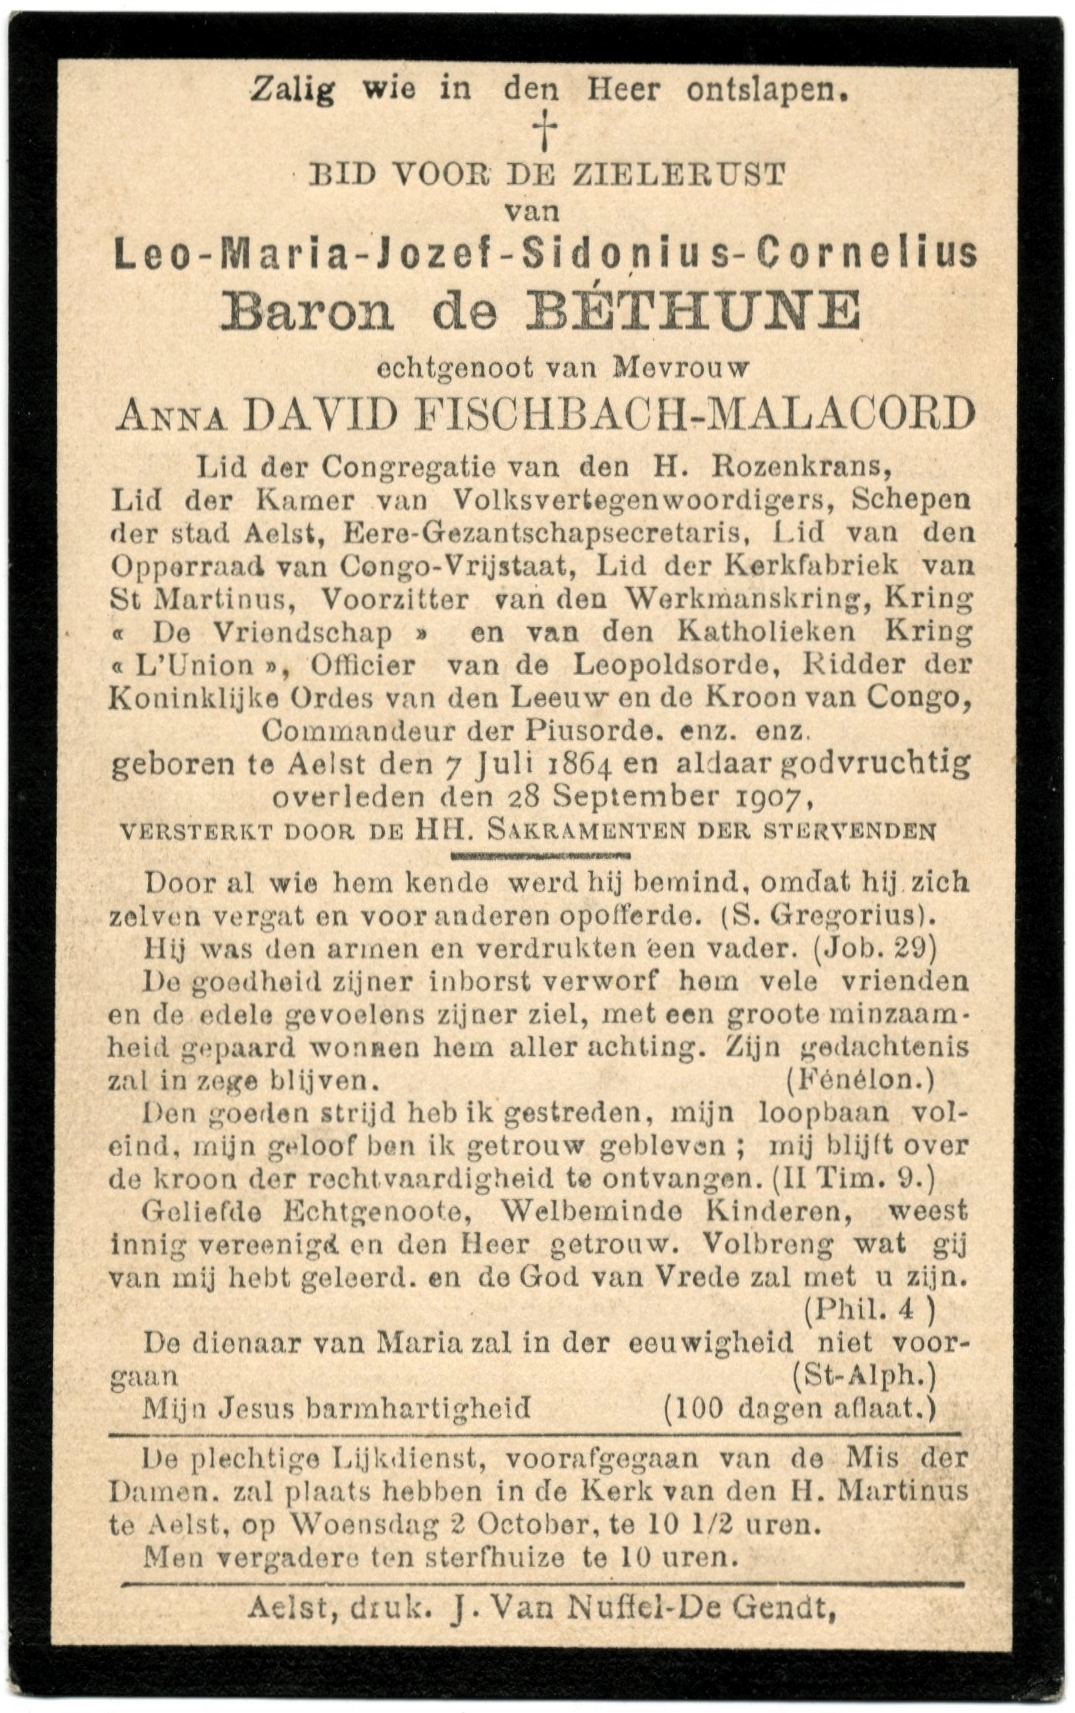 Zalig wie in den Heer ontslapen.
†
BID VOOR DE ZIELERUST
van
Leo-Maria-Jozef-Sidonius-Cornelius
Baron de BÉTHUNE
echtgenoot van Mevrouw
ANNA DAVID FISCHBACH-MALACORD
Lid der Congregatie van den H. Rozenkrans,
Lid der Kamer van Volksvertegenwoordigers, Schepen
der stad Aelst, Eere-Gezantschapsecretaris, Lid van den
Opperraad van Congo-Vrijstaat, Lid der Kerkfabriek van
St Martinus, Voorzitter van den Werkmanskring, Kring
« De Vriendschap » en van den Katholieken Kring
« L'Union », Officier van de Leopoldsorde, Ridder der
Koninklijke Ordes van den Leeuw en de Kroon van Congo,
Commandeur der Piusorde. enz. enz.
geboren te Aelst den 7 Juli 1864 en aldaar godvruchtig
overleden den 28 September 1907,
VERSTERKT DOOR DE HH. SAKRAMENTEN DER STERVENDEN
Door al wie hem kende werd hij bemind, omdat hij zich
zelven vergat en voor anderen opofferde. (S. Gregorius).
Hij was den armen en verdrukten een vader. (Job. 29)
De goedheid zijner inborst verworf hem vele vrienden
en de edele gevoelens zijner ziel, met een groote minzaam-
heid gepaard wonnen hem aller achting. Zijn gedachtenis
zal in zege blijven. (Fénélon.)
Den goeden strijd heb ik gestreden, mijn loopbaan vol-
eind, mijn geloof ben ik getrouw gebleven ; mij blijft over
de kroon der rechtvaardigheid te ontvangen. (II Tim. 9.)
Geliefde Echtgenoote, Welbeminde Kinderen, weest
innig vereenigd en den Heer getrouw. Volbreng wat gij
van mij hebt geleerd. en de God van Vrede zal met u zijn.
(Phil. 4 )
De dienaar van Maria zal in der eeuwigheid niet voor-
gaan (St-Alph.)
Mijn Jesus barmhartigheid (100 dagen aflaat.)
De plechtige Lijkdienst, voorafgegaan van de Mis der
Damen. zal plaats hebben in de Kerk van den H. Martinus
te Aelst, op Woensdag 2 October, te 10 1/2 uren.
Men vergadere ten sterfhuize te 10 uren.
Aelst, druk. J. Van Nuffel-De Gendt,